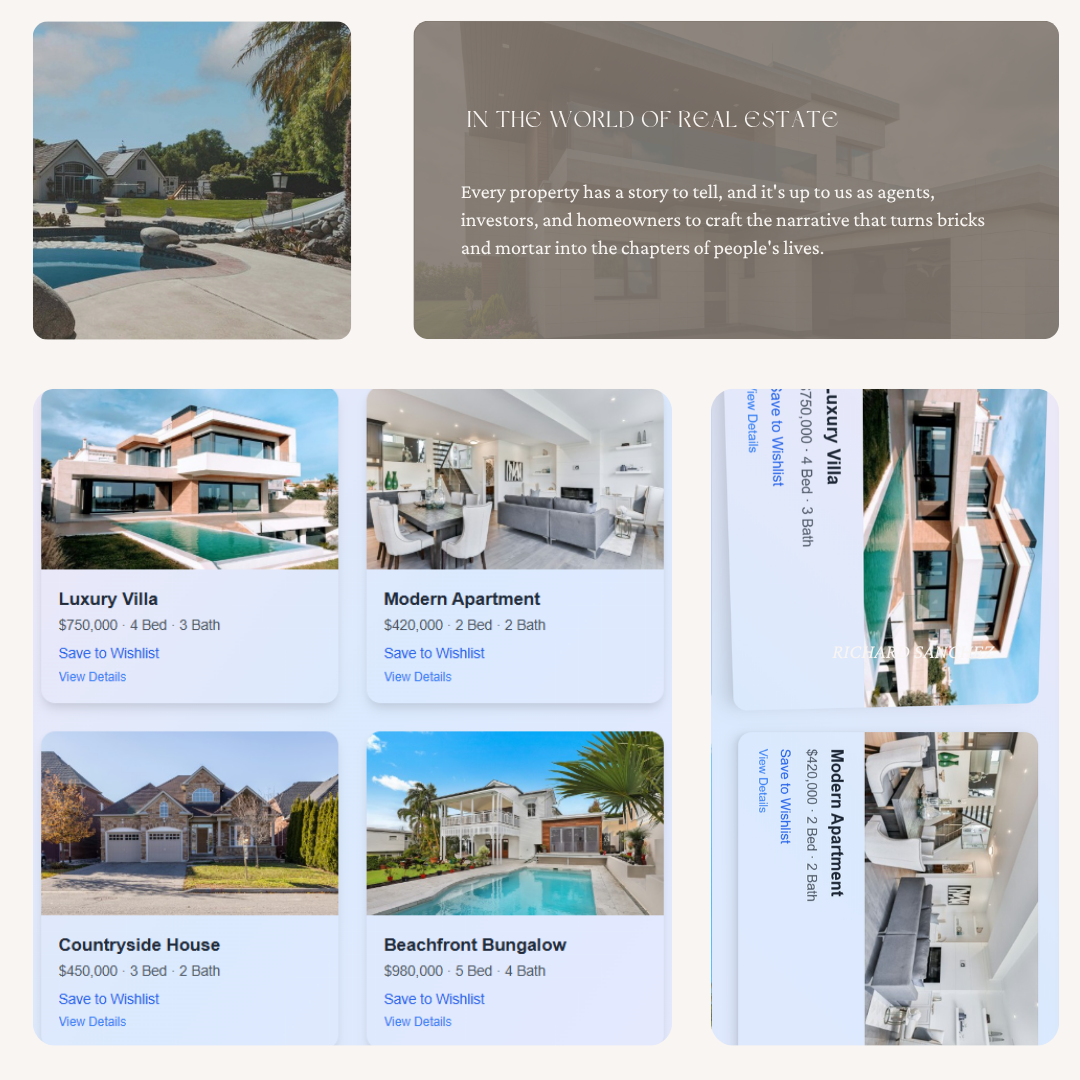 IN THE WORLD OF REAL ESTATE
Every property has a story to tell, and it's up to us as agents,
investors, and homeowners to craft the narrative that turns bricks
and mortar into the chapters of people's lives.
Luxury Villa
$750,000 · 4 Bed · 3 Bath
Save to Wishlist
View Details
Modern Apartment
$420,000 · 2 Bed · 2 Bath
Save to Wishlist
View Details
Countryside House
$450,000 · 3 Bed · 2 Bath
Save to Wishlist
View Details
Beachfront Bungalow
$980,000 · 5 Bed · 4 Bath
Save to Wishlist
View Details
Luxury Villa
$750,000 · 4 Bed · 3 Bath
Save to Wishlist
View Details
RICHARD
Modern Apartment
$420,000 · 2 Bed · 2 Bath
Save to Wishlist
View Details